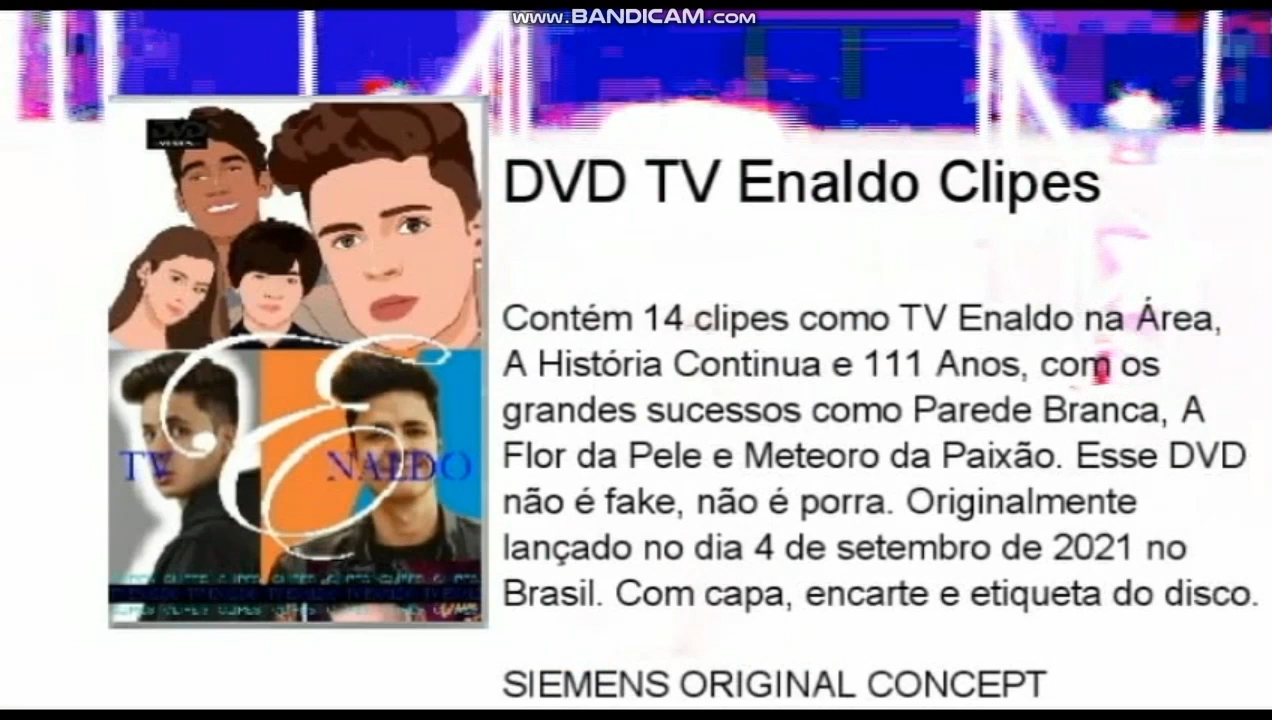 www.BANDICAM.com
DVD
DVD TV Enaldo Clipes
Contém 14 clipes como TV Enaldo na Área,
A História Continua e 111 Anos, com os
grandes sucessos como Parede Branca, A
Flor da Pele e Meteoro da Paixão. Esse DVD
não é fake, não é porra. Originalmente
lançado no dia 4 de setembro de 2021 no
Brasil. Com capa, encarte e etiqueta do disco.
SIEMENS ORIGINAL CONCEPT
TV E NALDO